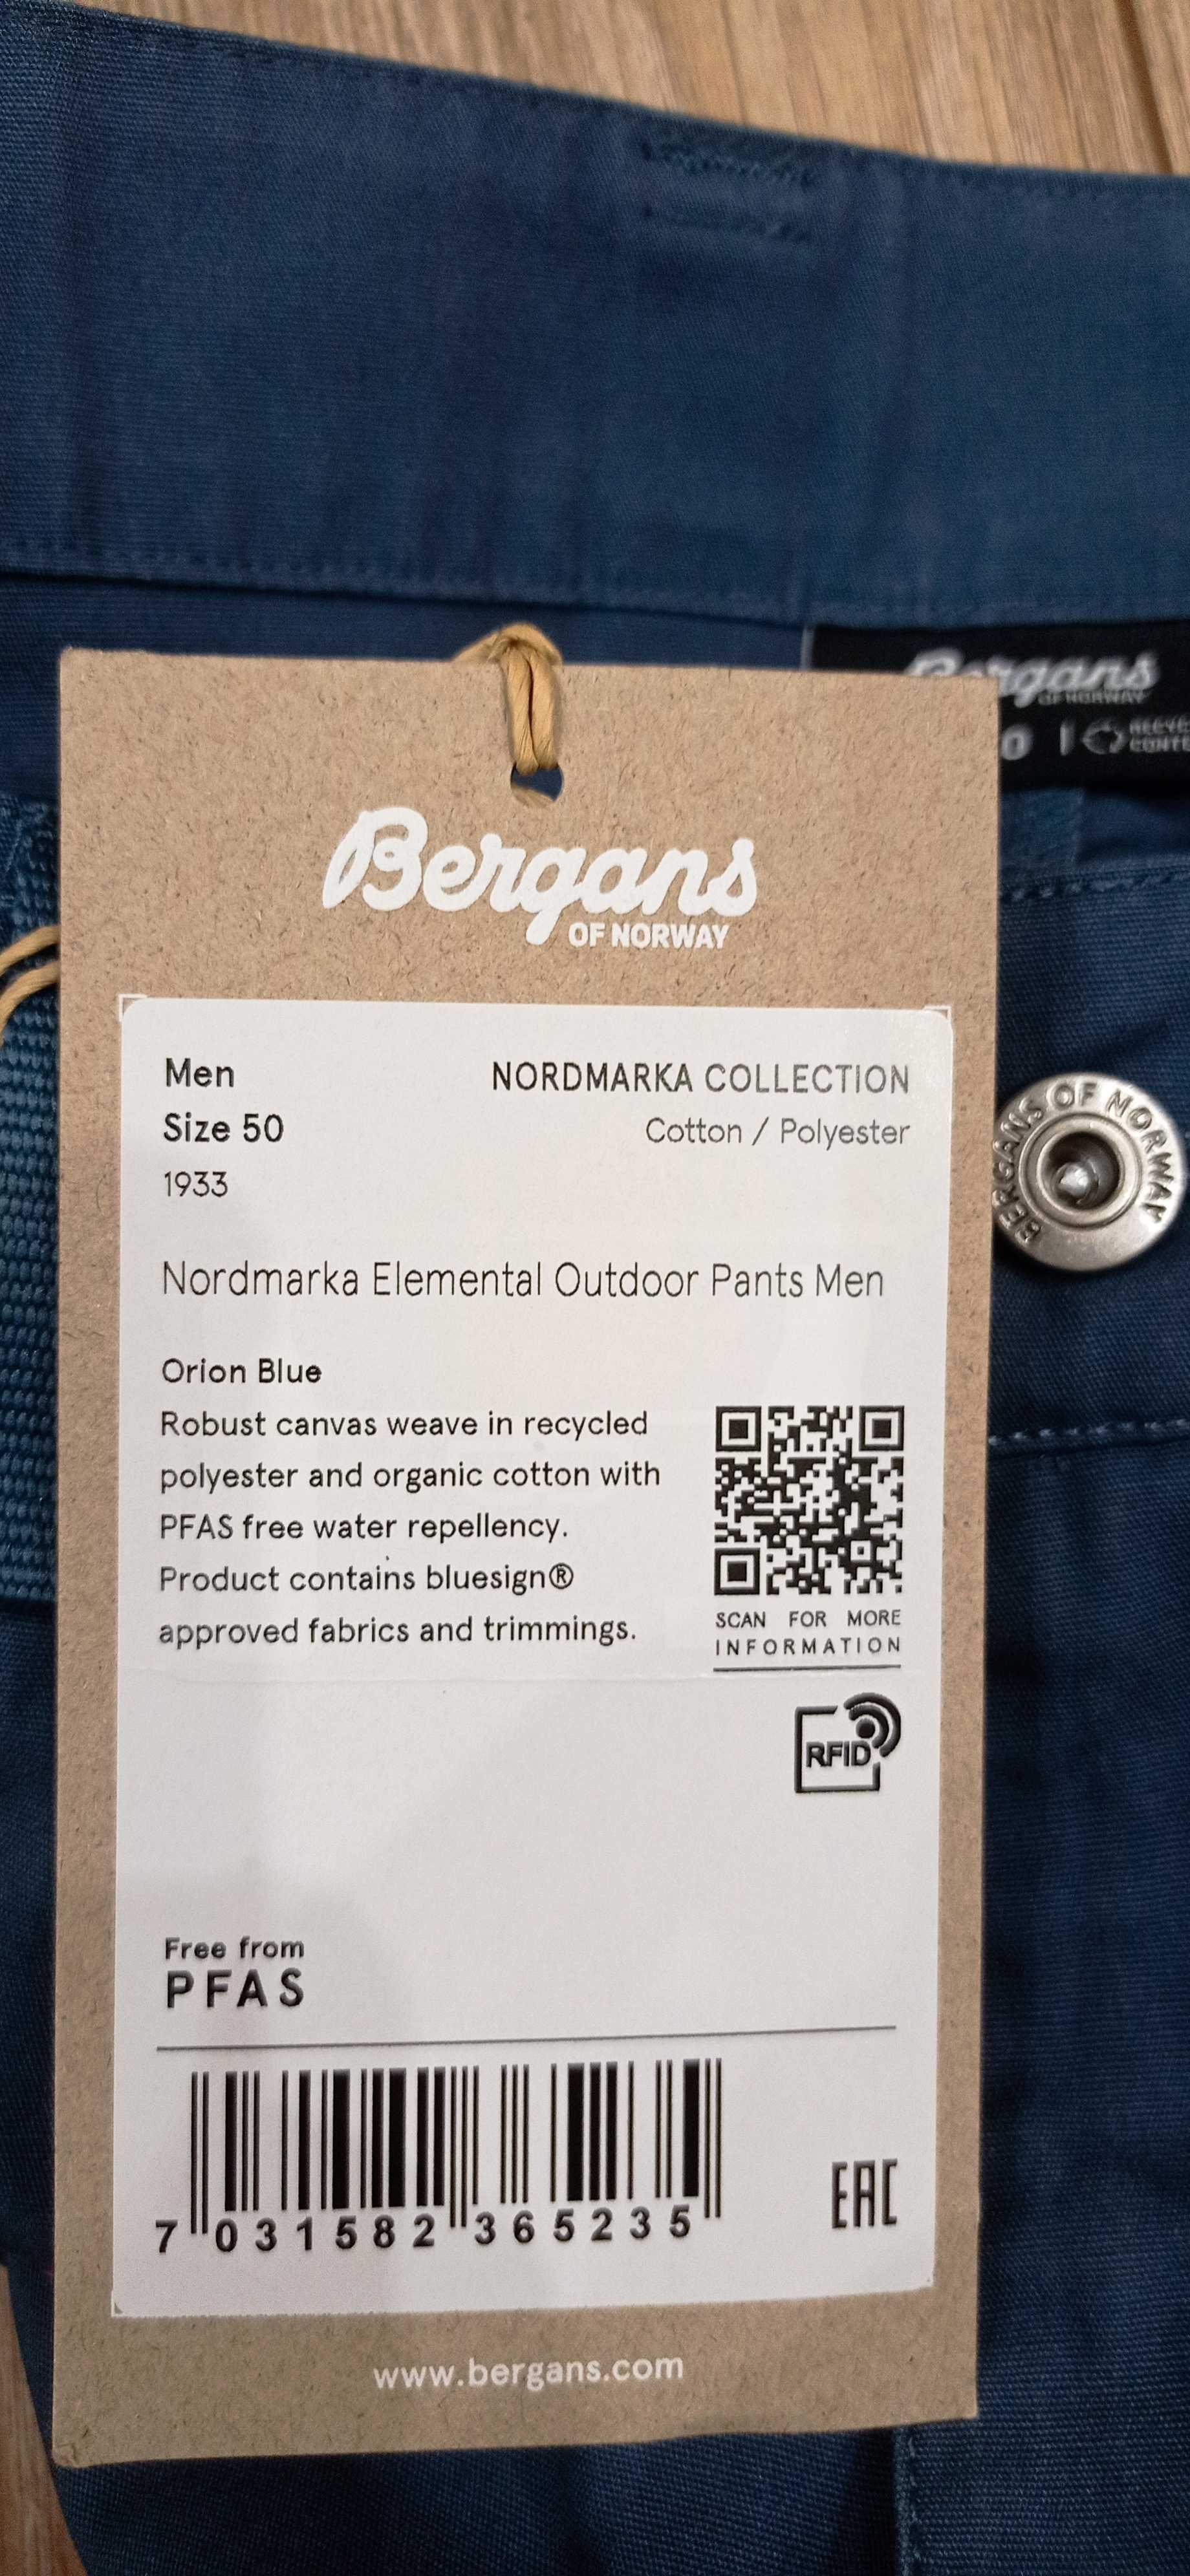 Bergans
OF NORWAY
0 | RECYC
CONTE
Bergans
OF NORWAY
Men
NORDMARKA COLLECTION
Size 50
Cotton / Polyester
1933
BERGANS OF NORWAY
Nordmarka Elemental Outdoor Pants Men
Orion Blue
Robust canvas weave in recycled
polyester and organic cotton with
PFAS free water repellency.
Product contains bluesign®
approved fabrics and trimmings.
SCAN FOR MORE
INFORMATION
RFID
Free from
PFAS
7 031582 365235
EAC
www.bergans.com